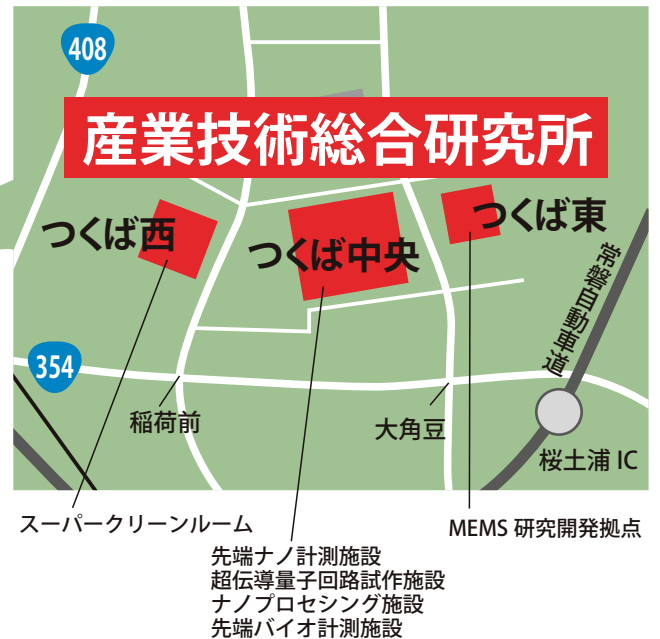 408
産業技術総合研究所
つくば西
つくば中央
つくば東
常磐自動車道
354
稲荷前
大角豆
桜土浦 IC
スーパークリーンルーム
MEMS 研究開発拠点
先端ナノ計測施設
超伝導量子回路試作施設
ナノプロセシング施設
先端バイオ計測施設